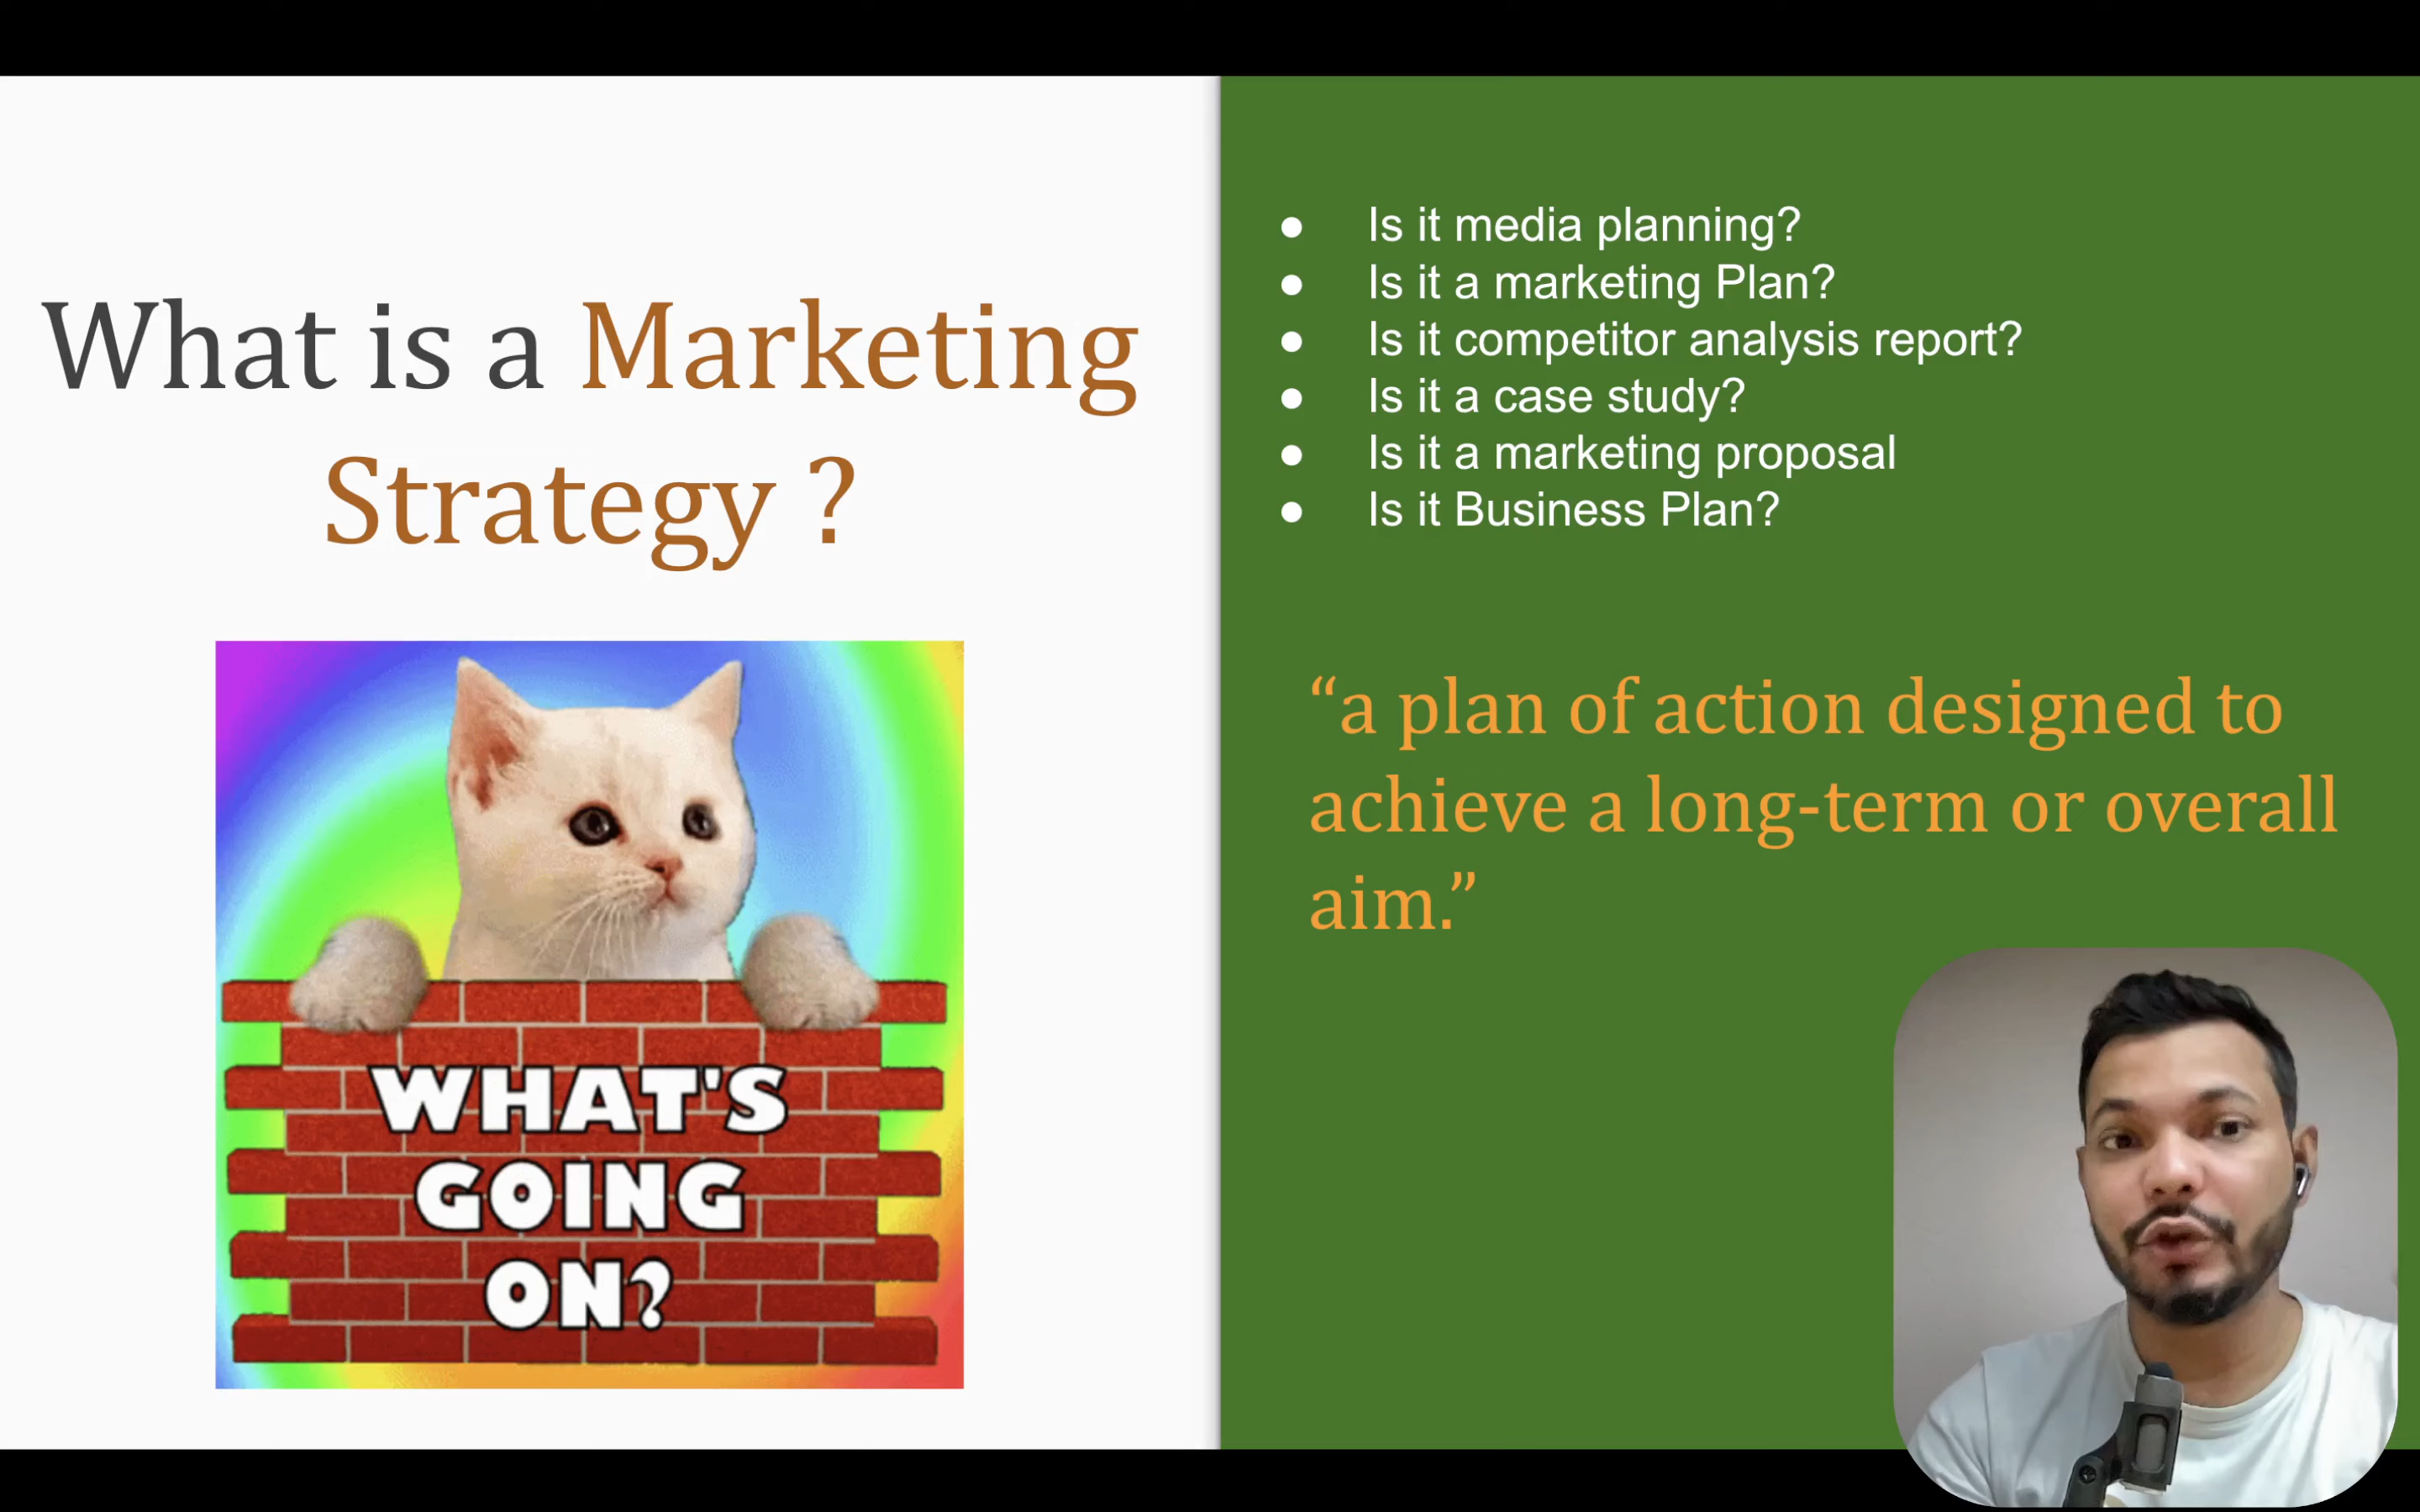 What is a Marketing
Strategy ?
WHAT'S
GOING
ON?
● Is it media planning?
● Is it a marketing Plan?
● Is it competitor analysis report?
● Is it a case study?
● Is it a marketing proposal
● Is it Business Plan?
“a plan of action designed to
achieve a long-term or overall
aim.”